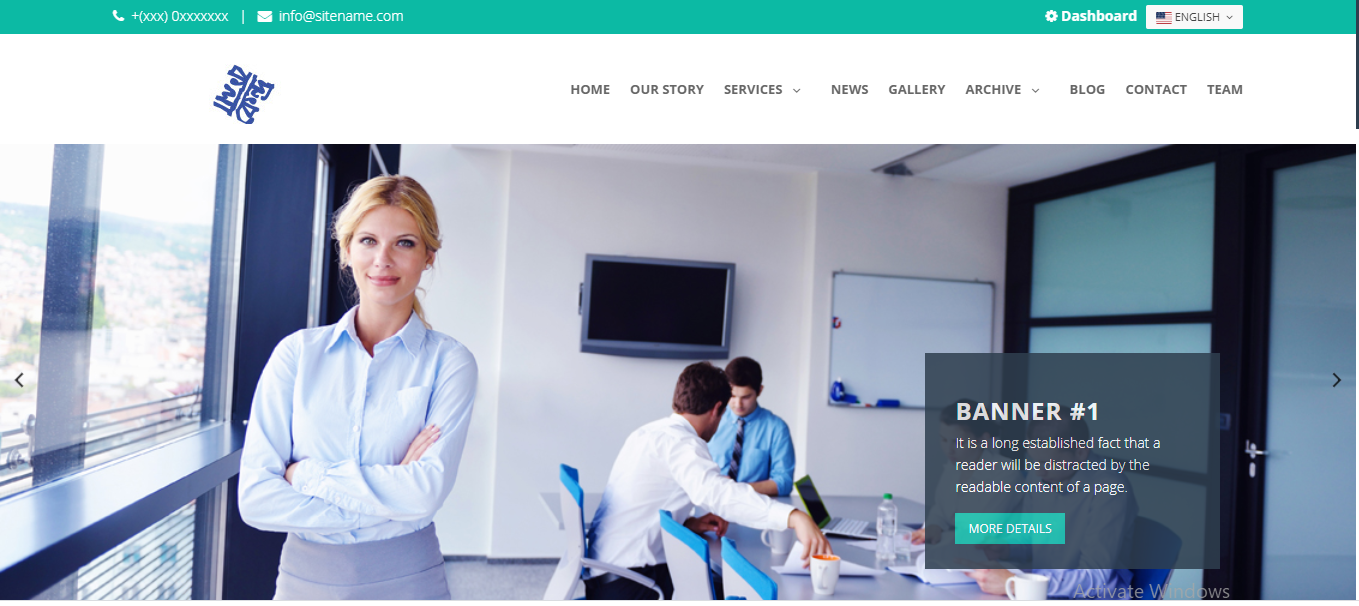 +(xxx) 0xxxxxxx | info@sitename.com
Dashboard ENGLISH
HOME OUR STORY SERVICES NEWS GALLERY ARCHIVE BLOG CONTACT TEAM
BANNER #1
It is a long established fact that a
reader will be distracted by the
readable content of a page.
MORE DETAILS
Activate Windows